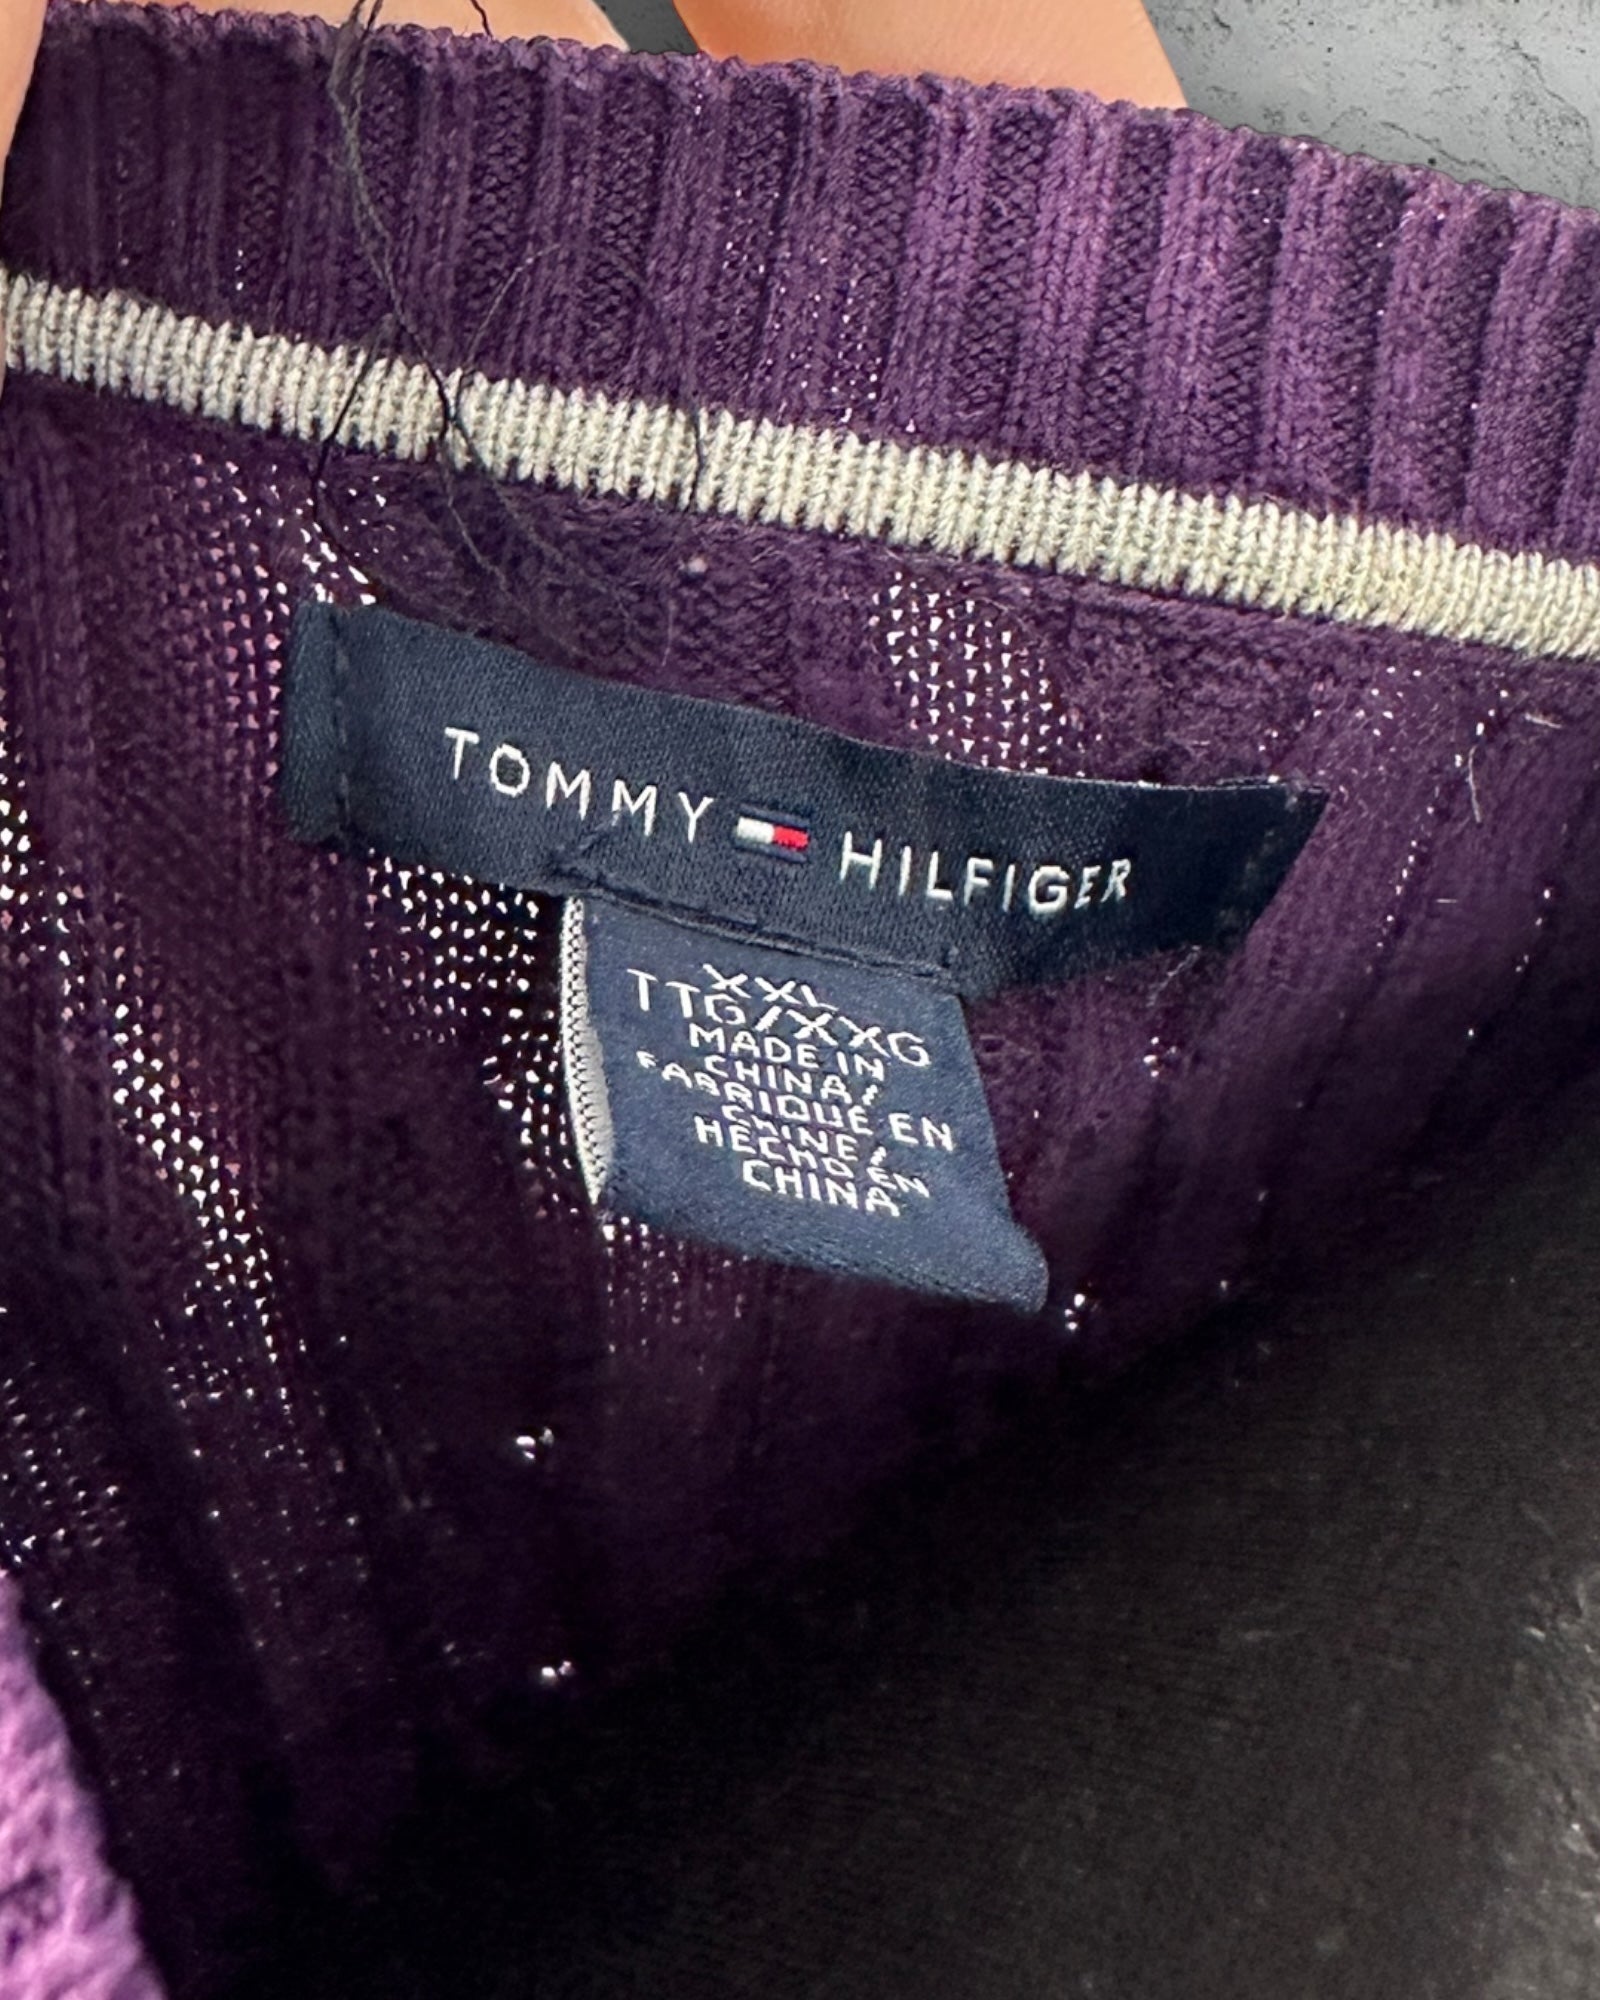 TOMMY HILFIGER
XXL
TTG/XXG
MADE IN
CHINA/
FABRIQUÉ EN
CHINE/
HECHO EN
CHINA